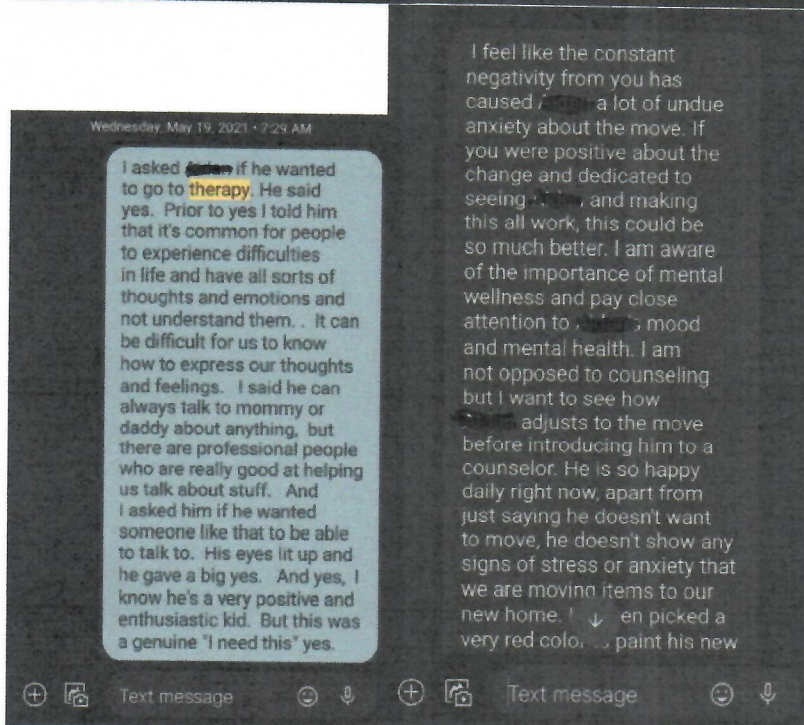 Wednesday, May 19, 2021 • 7:29 AM
I asked if he wanted
to go to therapy. He said
yes. Prior to yes I told him
that it's common for people
to experience difficulties
in life and have all sorts of
thoughts and emotions and
not understand them. . It can
be difficult for us to know
how to express our thoughts
and feelings. I said he can
always talk to mommy or
daddy about anything, but
there are professional people
who are really good at helping
us talk about stuff. And
I asked him if he wanted
someone like that to be able
to talk to. His eyes lit up and
he gave a big yes. And yes, I
know he's a very positive and
enthusiastic kid. But this was
a genuine "I need this" yes.
Text message
I feel like the constant
negativity from you has
caused a lot of undue
anxiety about the move. If
you were positive about the
change and dedicated to
seeing and making
this all work, this could be
so much better. I am aware
of the importance of mental
wellness and pay close
attention to mood
and mental health. I am
not opposed to counseling
but I want to see how
adjusts to the move
before introducing him to a
counselor. He is so happy
daily right now, apart from
just saying he doesn't want
to move, he doesn't show any
signs of stress or anxiety that
we are moving items to our
new home. picked a
very red paint his new
Text message